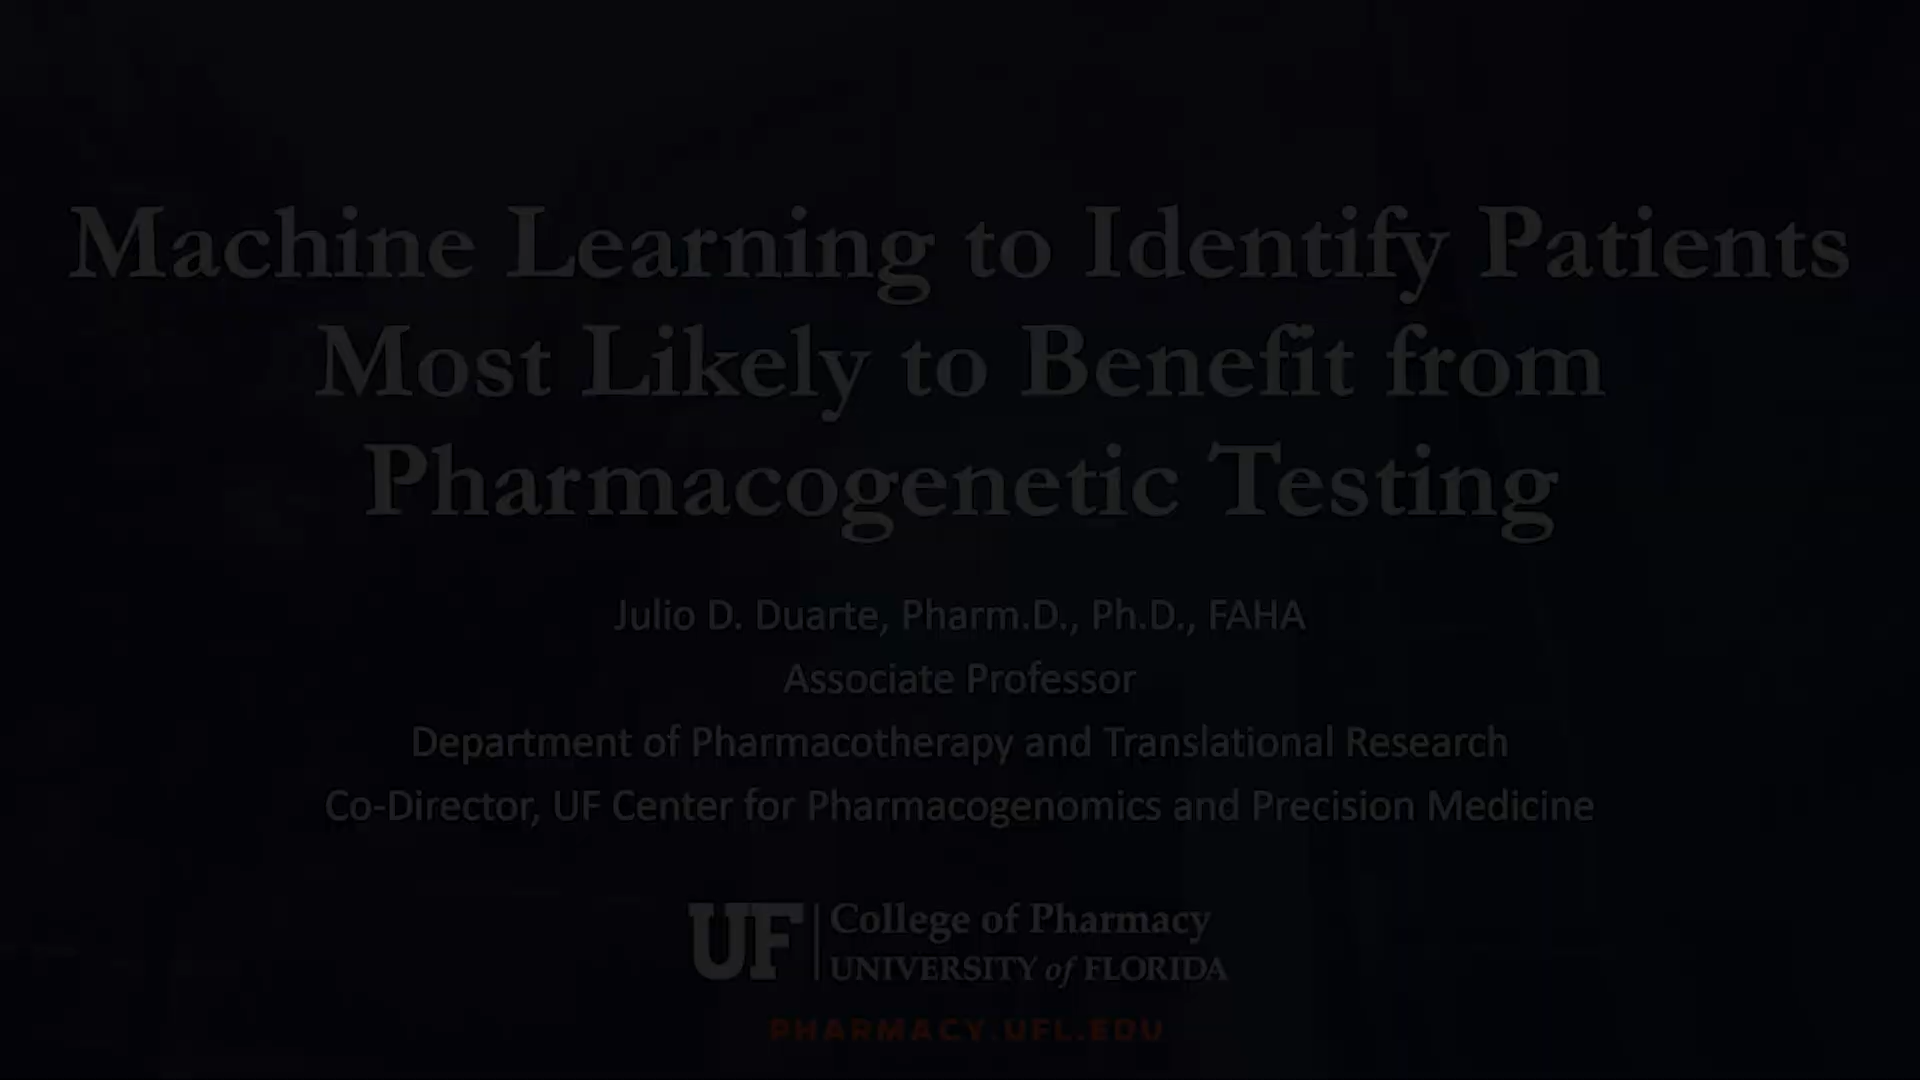 Machine Learning to Identify Patients
Most Likely to Benefit from
Pharmacogenetic Testing
Julio D. Duarte, Pharm.D., Ph.D., FAHA
Associate Professor
Department of Pharmacotherapy and Translational Research
Co-Director, UF Center for Pharmacogenomics and Precision Medicine
UF College of Pharmacy
UNIVERSITY of FLORIDA
PHARMACY.UFL.EDU